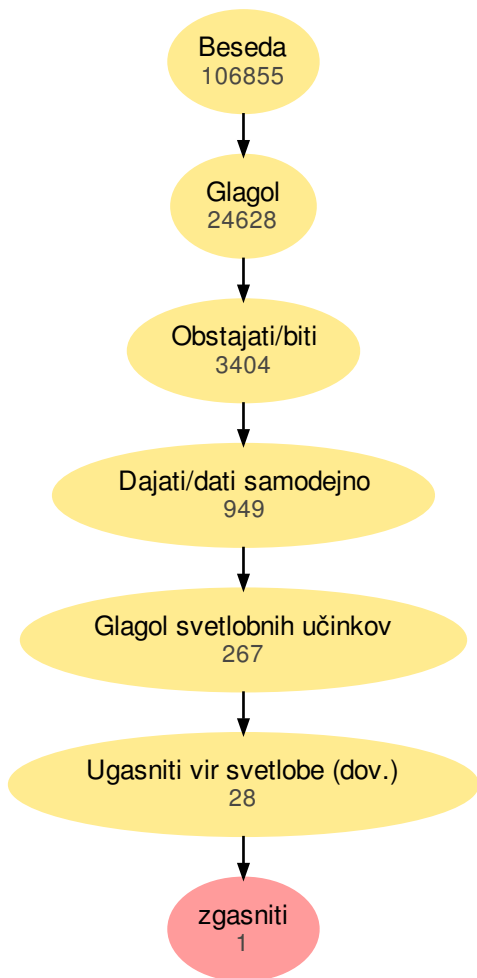 Beseda
106855
Glagol
24628
Obstajati/biti
3404
Dajati/dati samodejno
949
Glagol svetlobnih učinkov
267
Ugasniti vir svetlobe (dov.)
28
zgasniti
1